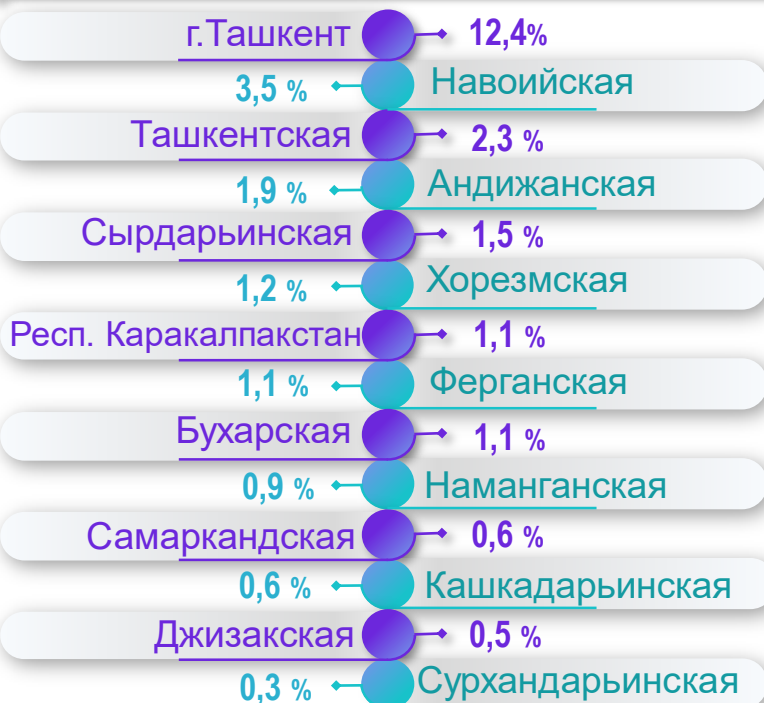 г.Ташкент 12,4%
3,5 % Навоийская
Ташкентская 2,3 %
1,9 % Андижанская
Сырдарьинская 1,5 %
1,2 % Хорезмская
Респ. Каракалпакстан 1,1 %
1,1 % Ферганская
Бухарская 1,1 %
0,9 % Наманганская
Самаркандская 0,6 %
0,6 % Кашкадарьинская
Джизакская 0,5 %
0,3 % Сурхандарьинская